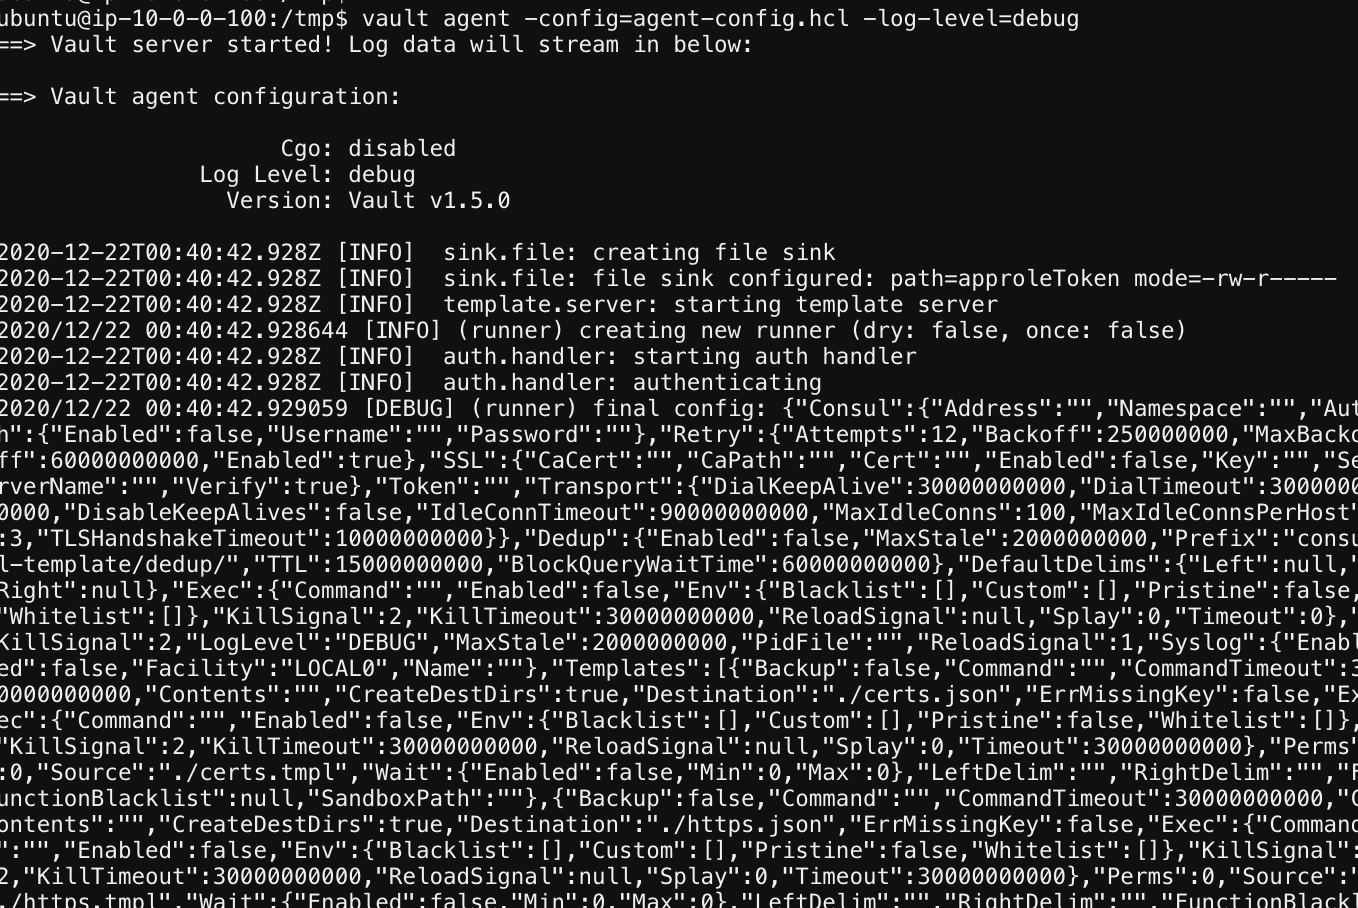 ubuntu@ip-10-0-0-100:/tmp$ vault agent -config=agent-config.hcl -log-level=debug
==> Vault server started! Log data will stream in below:
==> Vault agent configuration:
Cgo: disabled
Log Level: debug
Version: Vault v1.5.0
2020-12-22T00:40:42.928Z [INFO]  sink.file: creating file sink
2020-12-22T00:40:42.928Z [INFO]  sink.file: file sink configured: path=approleToken mode=-rw-r-----
2020-12-22T00:40:42.928Z [INFO]  template.server: starting template server
2020/12/22 00:40:42.928644 [INFO] (runner) creating new runner (dry: false, once: false)
2020-12-22T00:40:42.928Z [INFO]  auth.handler: starting auth handler
2020-12-22T00:40:42.928Z [INFO]  auth.handler: authenticating
2020/12/22 00:40:42.929059 [DEBUG] (runner) final config: {"Consul":{"Address":"","Namespace":"","Aut
h":{"Enabled":false,"Username":"","Password":""},"Retry":{"Attempts":12,"Backoff":250000000,"MaxBacko
ff":60000000000,"Enabled":true},"SSL":{"CaCert":"","CaPath":"","Cert":"","Enabled":false,"Key":"","Se
rverName":"","Verify":true},"Token":"","Transport":{"DialKeepAlive":30000000000,"DialTimeout":3000000
0000,"DisableKeepAlives":false,"IdleConnTimeout":90000000000,"MaxIdleConns":100,"MaxIdleConnsPerHost"
:3,"TLSHandshakeTimeout":10000000000}},"Dedup":{"Enabled":false,"MaxStale":2000000000,"Prefix":"consu
l-template/dedup/","TTL":15000000000,"BlockQueryWaitTime":60000000000},"DefaultDelims":{"Left":null,"
Right":null},"Exec":{"Command":"","Enabled":false,"Env":{"Blacklist":[],"Custom":[],"Pristine":false,
"Whitelist":[]},"KillSignal":2,"KillTimeout":30000000000,"ReloadSignal":null,"Splay":0,"Timeout":0},"
KillSignal":2,"LogLevel":"DEBUG","MaxStale":2000000000,"PidFile":"","ReloadSignal":1,"Syslog":{"Enabl
ed":false,"Facility":"LOCAL0","Name":""},"Templates":[{"Backup":false,"Command":"","CommandTimeout":3
0000000000,"Contents":"","CreateDestDirs":true,"Destination":"./certs.json","ErrMissingKey":false,"Ex
ec":{"Command":"","Enabled":false,"Env":{"Blacklist":[],"Custom":[],"Pristine":false,"Whitelist":[]},
"KillSignal":2,"KillTimeout":30000000000,"ReloadSignal":null,"Splay":0,"Timeout":30000000000},"Perms"
:0,"Source":"./certs.tmpl","Wait":{"Enabled":false,"Min":0,"Max":0},"LeftDelim":"","RightDelim":"","F
unctionBlacklist":null,"SandboxPath":""},{"Backup":false,"Command":"","CommandTimeout":30000000000,"C
ontents":"","CreateDestDirs":true,"Destination":"./https.json","ErrMissingKey":false,"Exec":{"Command
":"","Enabled":false,"Env":{"Blacklist":[],"Custom":[],"Pristine":false,"Whitelist":[]},"KillSignal":
2,"KillTimeout":30000000000,"ReloadSignal":null,"Splay":0,"Timeout":30000000000},"Perms":0,"Source":"
./https.tmpl","Wait":{"Enabled":false,"Min":0,"Max":0},"LeftDelim":"","RightDelim":"","FunctionBlackl